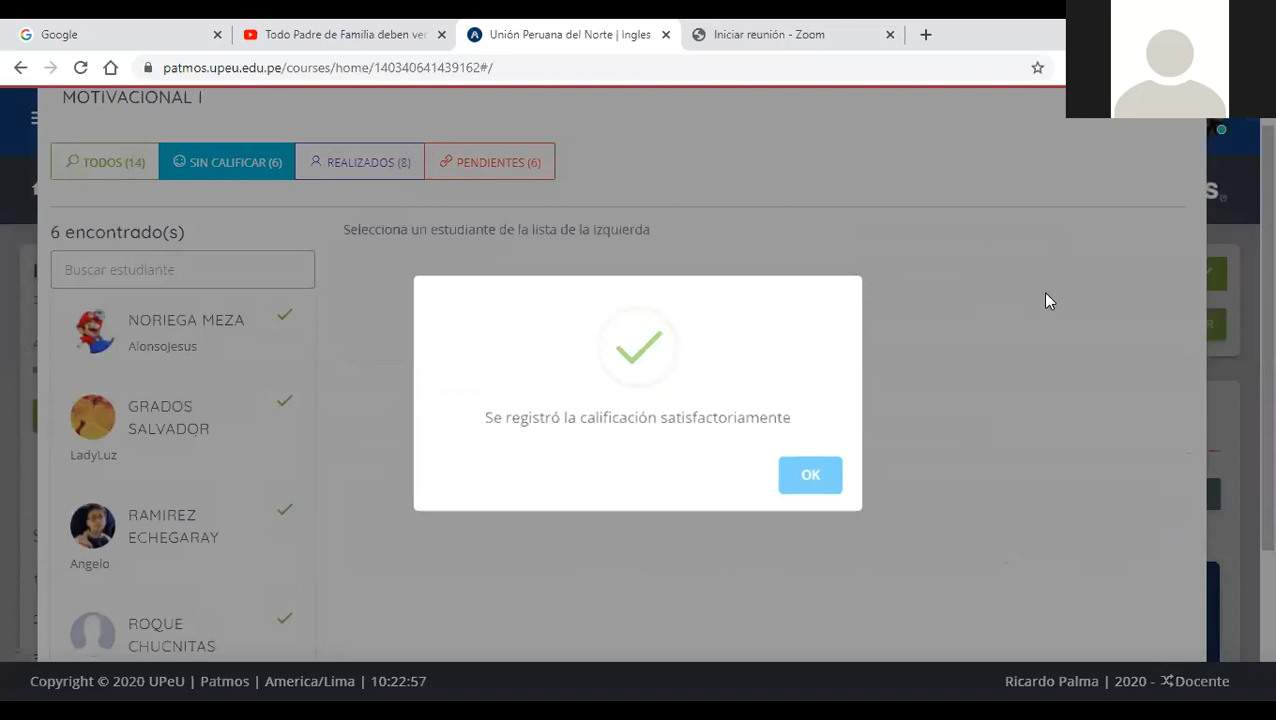 Google
Todo Padre de Familia deben ver
Unión Peruana del Norte | Ingles
Iniciar reunión - Zoom
patmos.upeu.edu.pe/courses/home/140340641439162#/
MOTIVACIONAL I
TODOS (14)
SIN CALIFICAR (6)
REALIZADOS (8)
PENDIENTES (6)
6 encontrado(s)
Selecciona un estudiante de la lista de la izquierda
Buscar estudiante
NORIEGA MEZA
AlonsoJesus
GRADOS
SALVADOR
LadyLuz
RAMIREZ
ECHEGARAY
Angelo
ROQUE
CHUCNITAS
Se registró la calificación satisfactoriamente
OK
Copyright © 2020 UPeU | Patmos | America/Lima | 10:22:57
Ricardo Palma | 2020 - Docente